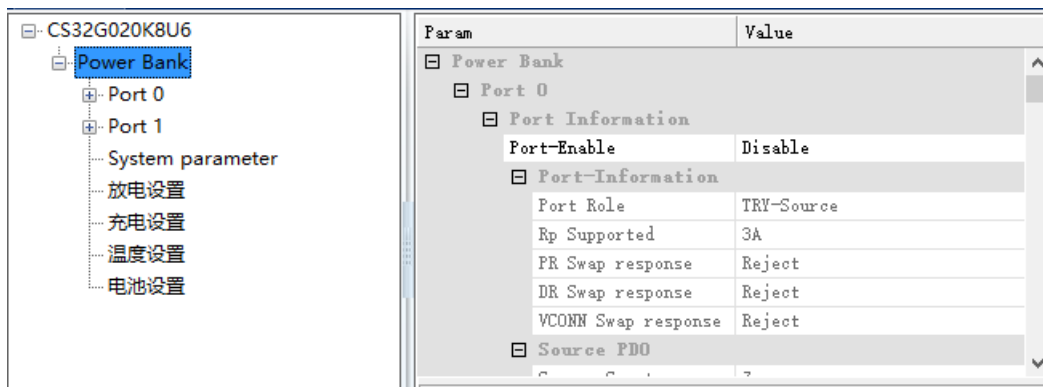 CS32G020K8U6
Power Bank
Port 0
Port 1
System parameter
放电设置
充电设置
温度设置
电池设置
Param Value
Power Bank
Port 0
Port Information
Port-Enable Disable
Port-Information
Port Role TRY-Source
Rp Supported 3A
PR Swap response Reject
DR Swap response Reject
VCONN Swap response Reject
Source PDO